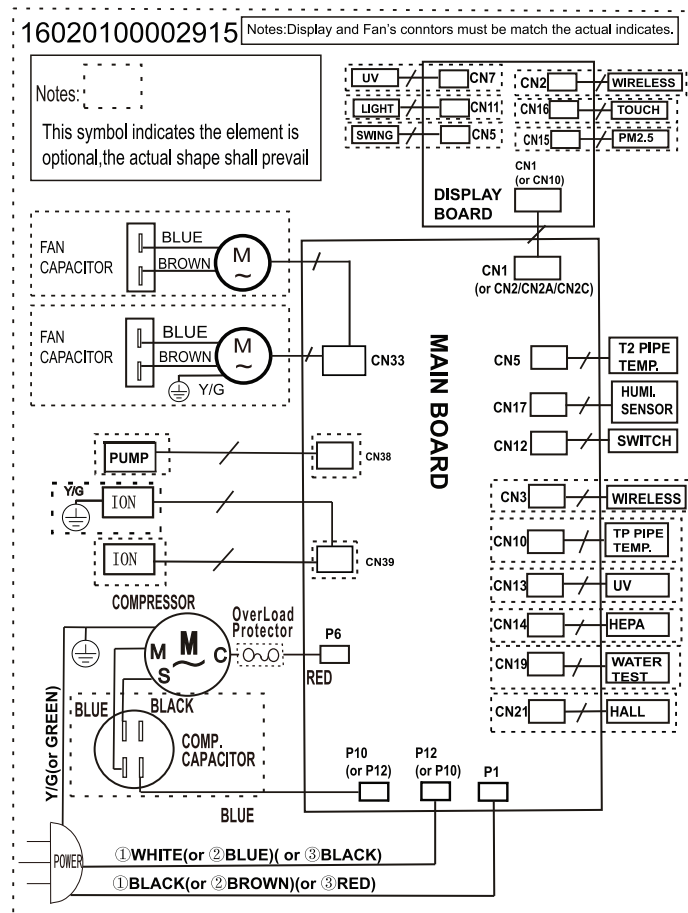 16020100002915
Notes:Display and Fan's conntors must be match the actual indicates.
Notes:
This symbol indicates the element is
optional,the actual shape shall prevail
UV
CN7
LIGHT
CN11
SWING
CN5
CN2
WIRELESS
CN16
TOUCH
CN15
PM2.5
CN1
(or CN10)
DISPLAY
BOARD
CN1
(or CN2/CN2A/CN2C)
FAN
CAPACITOR
BLUE
BROWN
M
~
FAN
CAPACITOR
BLUE
BROWN
M
~
Y/G
CN33
MAIN BOARD
CN5
T2 PIPE
TEMP.
CN17
HUMI.
SENSOR
CN12
SWITCH
PUMP
CN38
Y/G
ION
ION
CN39
CN3
WIRELESS
CN10
TP PIPE
TEMP.
CN13
UV
CN14
HEPA
CN19
WATER
TEST
CN21
HALL
COMPRESSOR
M
M
~
C
S
OverLoad
Protector
P6
RED
BLUE
BLACK
COMP.
CAPACITOR
BLUE
Y/G(or GREEN)
P10
(or P12)
P12
(or P10)
P1
POWER
①WHITE(or ②BLUE)( or ③BLACK)
①BLACK(or ②BROWN)(or ③RED)